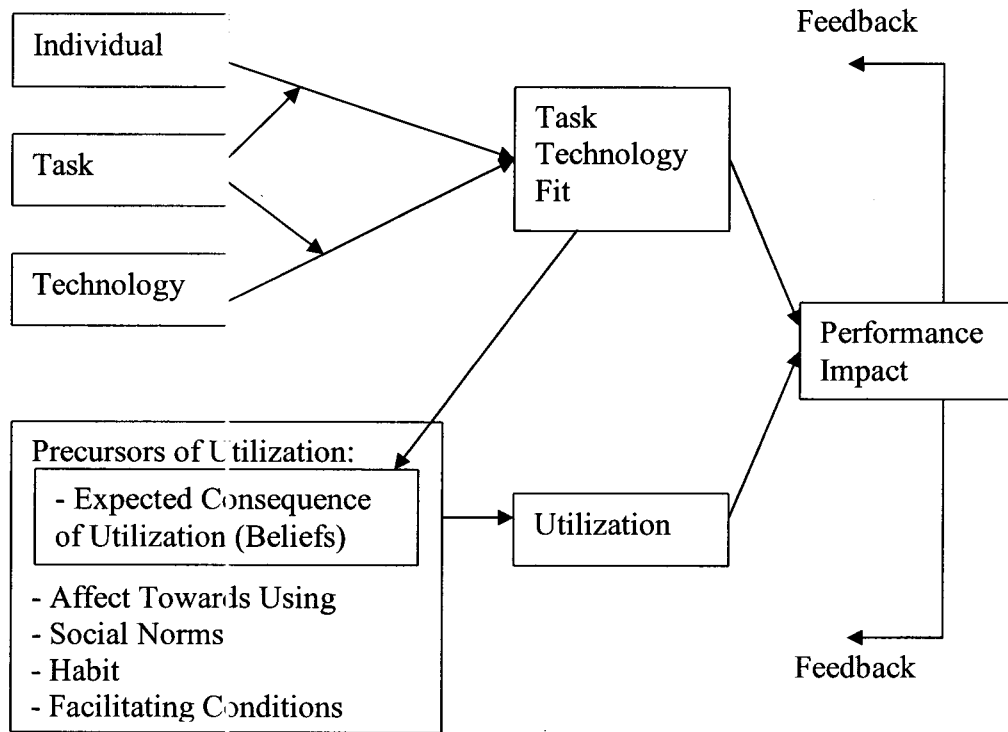 Feedback
Individual
Task
Technology
Task
Technology
Fit
Performance
Impact
Precursors of Utilization:
- Expected Consequence
of Utilization (Beliefs)
- Affect Towards Using
- Social Norms
- Habit
- Facilitating Conditions
Utilization
Feedback